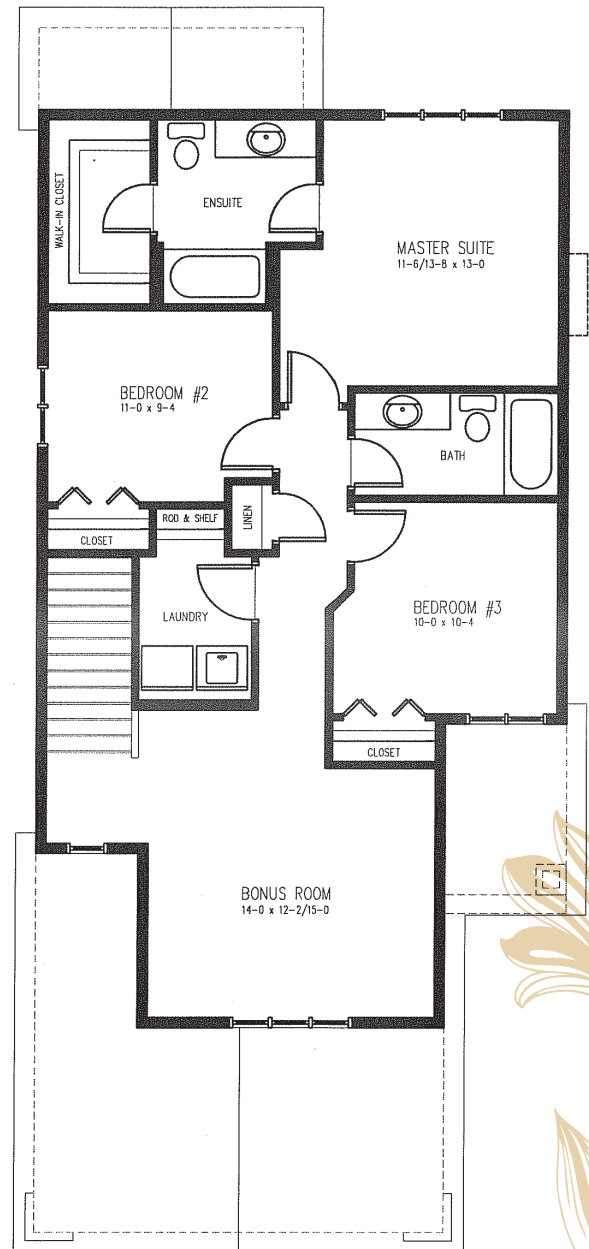 WALK-IN CLOSET
ENSUITE
MASTER SUITE
11-6/13-8 x 13-0
BEDROOM #2
11-0 x 9-4
BATH
CLOSET
ROD & SHELF
LINEN
LAUNDRY
BEDROOM #3
10-0 x 10-4
CLOSET
BONUS ROOM
14-0 x 12-2/15-0